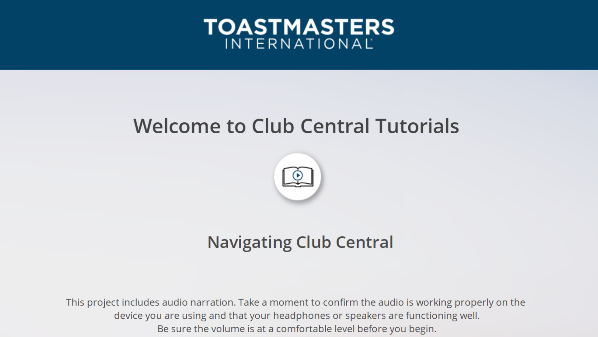 TOASTMASTERS
INTERNATIONAL
Welcome to Club Central Tutorials
Navigating Club Central
This project includes audio narration. Take a moment to confirm the audio is working properly on the
device you are using and that your headphones or speakers are functioning well.
Be sure the volume is at a comfortable level before you begin.